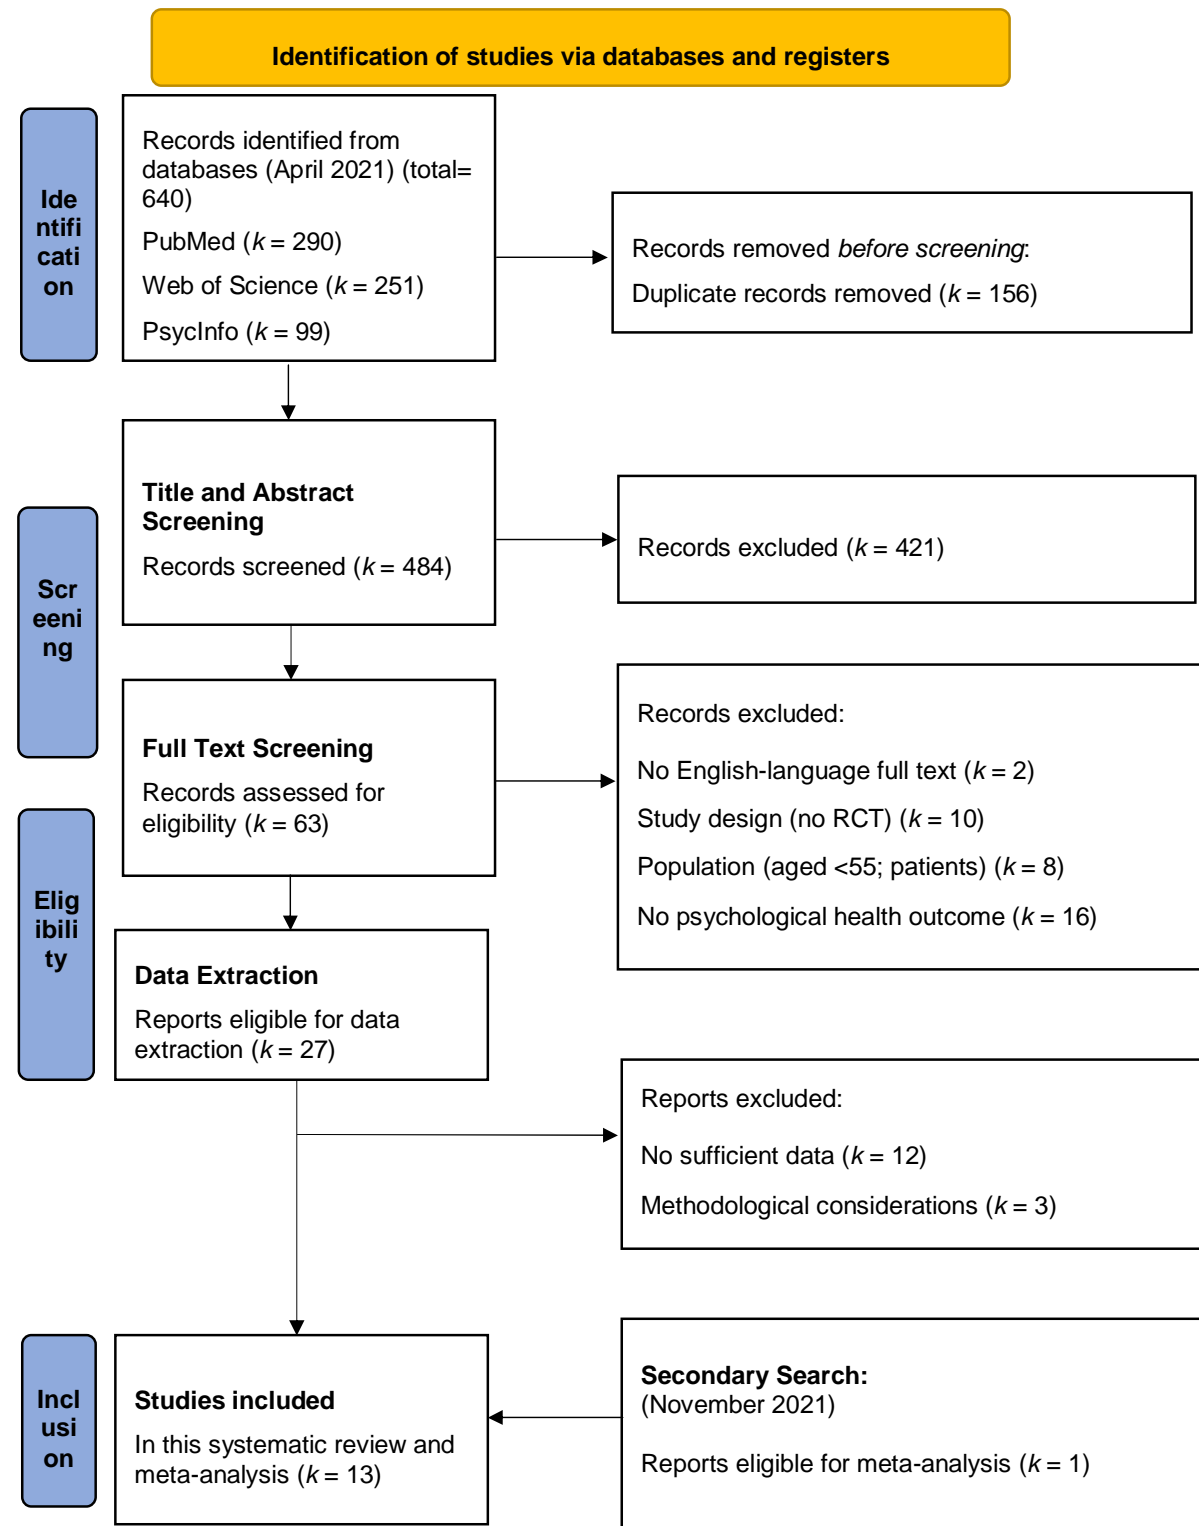 Identification of studies via databases and registers
Ide
ntifi
cati
on
Records identified from
databases (April 2021) (total=
640)
PubMed (k = 290)
Web of Science (k = 251)
PsycInfo (k = 99)
Records removed before screening:
Duplicate records removed (k = 156)
Scr
eeni
ng
Title and Abstract
Screening
Records screened (k = 484)
Records excluded (k = 421)
Full Text Screening
Records assessed for
eligibility (k = 63)
Records excluded:
No English-language full text (k = 2)
Study design (no RCT) (k = 10)
Population (aged <55; patients) (k = 8)
No psychological health outcome (k = 16)
Elig
ibili
ty
Data Extraction
Reports eligible for data
extraction (k = 27)
Reports excluded:
No sufficient data (k = 12)
Methodological considerations (k = 3)
Incl
usi
on
Studies included
In this systematic review and
meta-analysis (k = 13)
Secondary Search:
(November 2021)
Reports eligible for meta-analysis (k = 1)